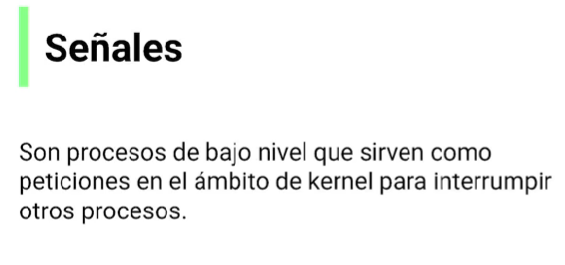 Señales
Son procesos de bajo nivel que sirven como
peticiones en el ámbito de kernel para interrumpir
otros procesos.